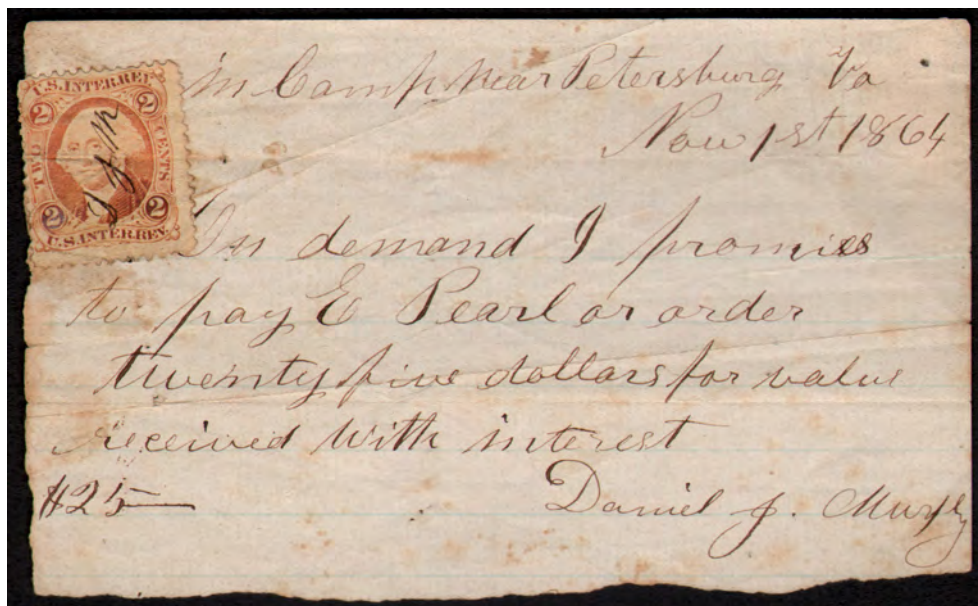 in Camp near Petersburg Va
Nov 1st 1864
U.S. INTER. REV.
2 2
TWO CENTS
2 2
U.S. INTER. REV.
On demand I promies
to pay E Pearl or order
twenty five dollars for value
received with interest
$25
Daniel J. Murphy